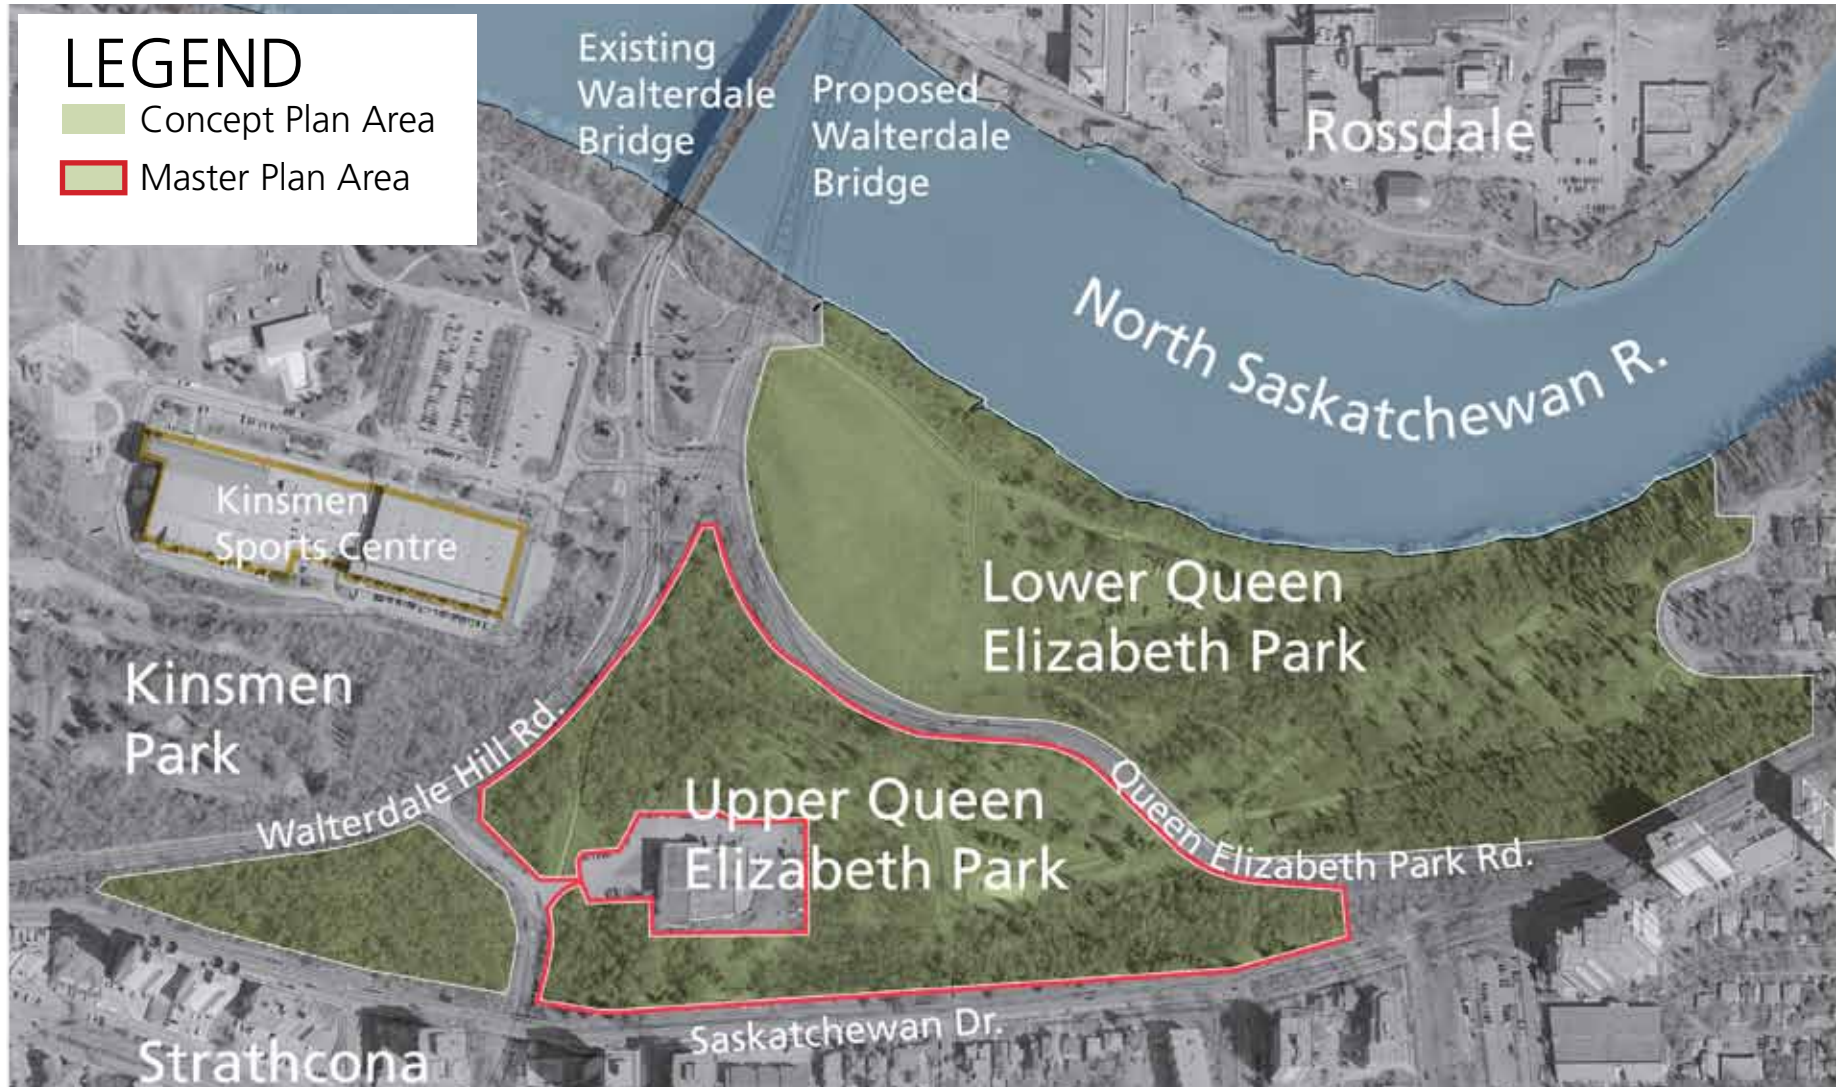 LEGEND
Concept Plan Area
Master Plan Area
Existing
Walterdale
Bridge
Proposed
Walterdale
Bridge
Rossdale
North Saskatchewan R.
Kinsmen
Sports Centre
Lower Queen
Elizabeth Park
Kinsmen
Park
Walterdale Hill Rd.
Upper Queen
Elizabeth Park
Queen Elizabeth Park Rd.
Saskatchewan Dr.
Strathcona